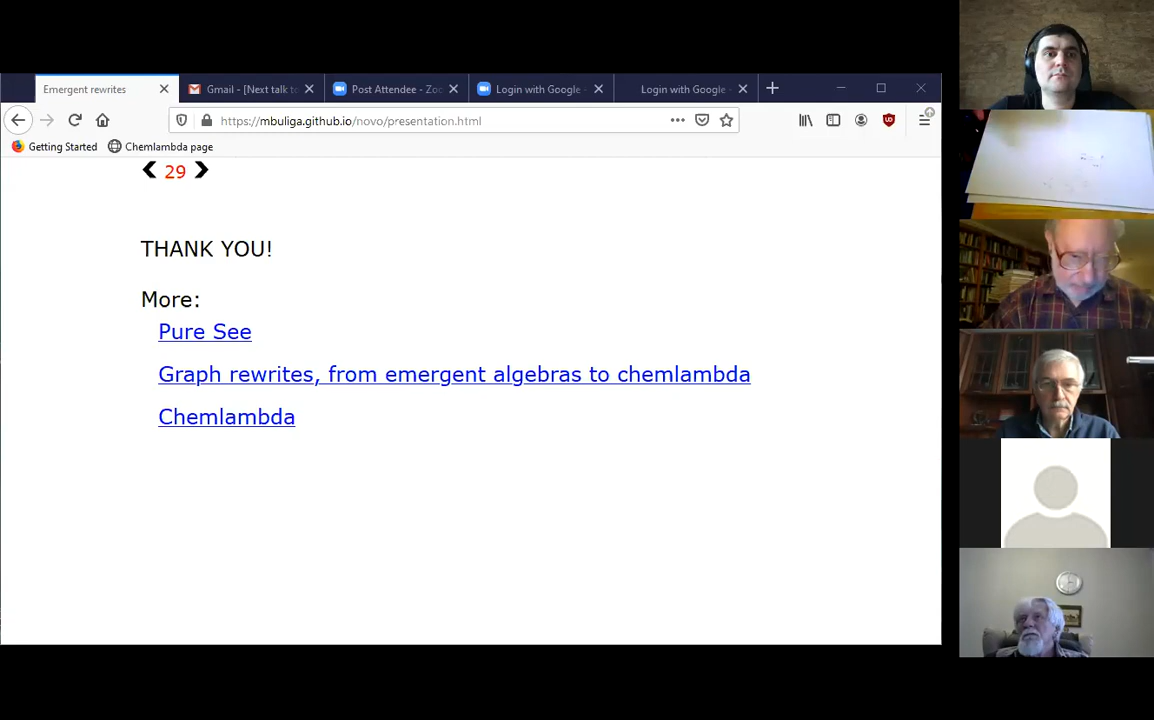 Emergent rewrites
Gmail - [Next talk to
Post Attendee - Zoo
Login with Google -
Login with Google -
https://mbuliga.github.io/novo/presentation.html
Getting Started
Chemlambda page
29
THANK YOU!
More:
Pure See
Graph rewrites, from emergent algebras to chemlambda
Chemlambda